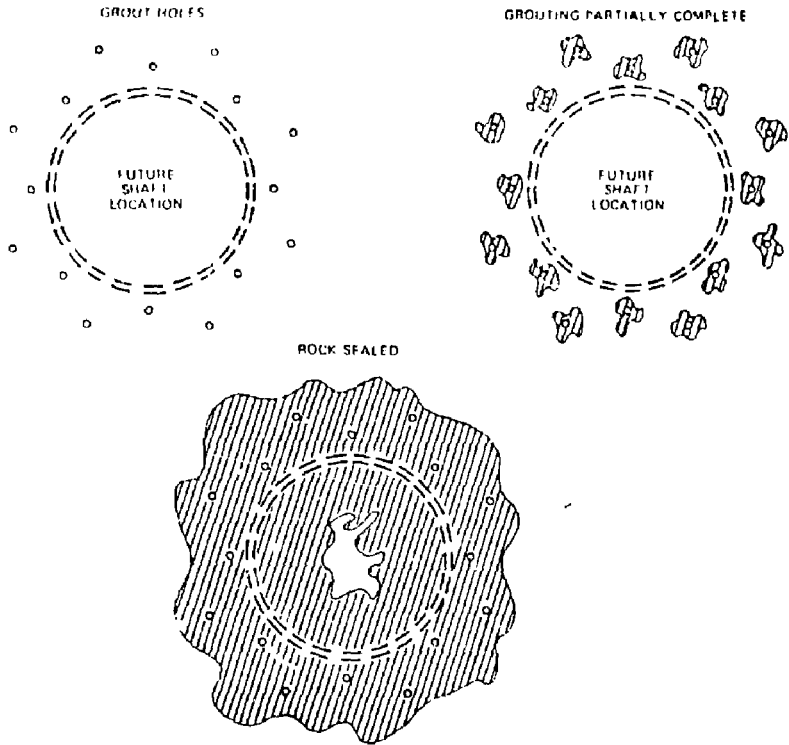 GROUT HOLES
GROUTING PARTIALLY COMPLETE
FUTURE
SHAFT
LOCATION
FUTURE
SHAFT
LOCATION
ROCK SEALED